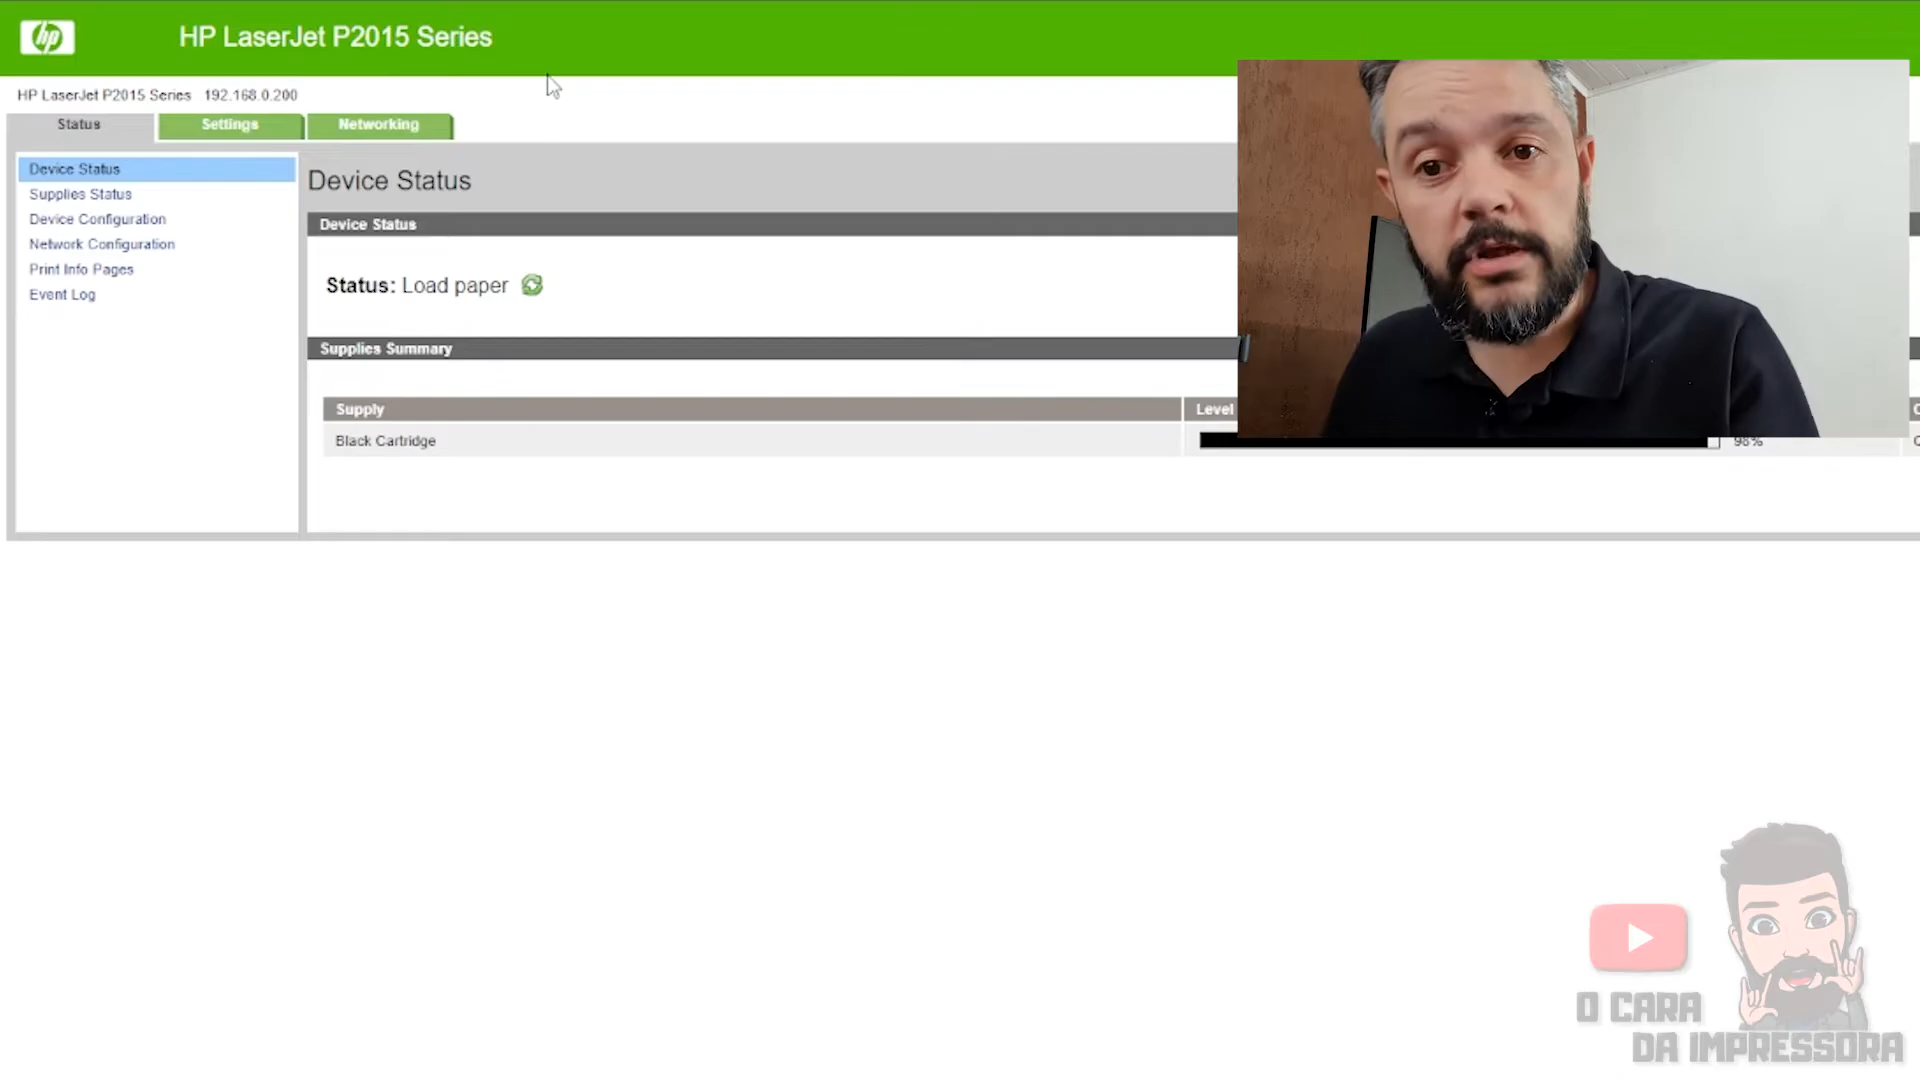 hp
HP LaserJet P2015 Series
HP LaserJet P2015 Series 192.168.0.200
Status Settings Networking
Device Status
Supplies Status
Device Configuration
Network Configuration
Print Info Pages
Event Log
Device Status
Device Status
Status: Load paper
Supplies Summary
Supply Level
Black Cartridge 98%
O CARA
DA IMPRESSORA